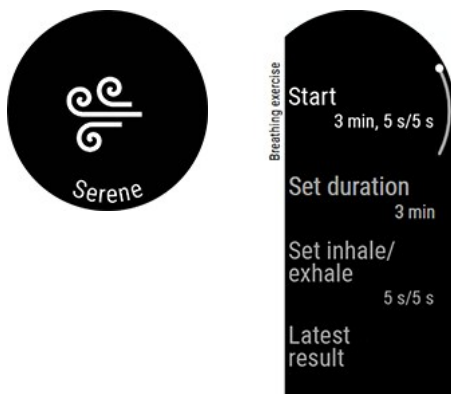 Serene
Breathing exercise
Start
3 min, 5 s/5 s
Set duration
3 min
Set inhale/
exhale
5 s/5 s
Latest
result